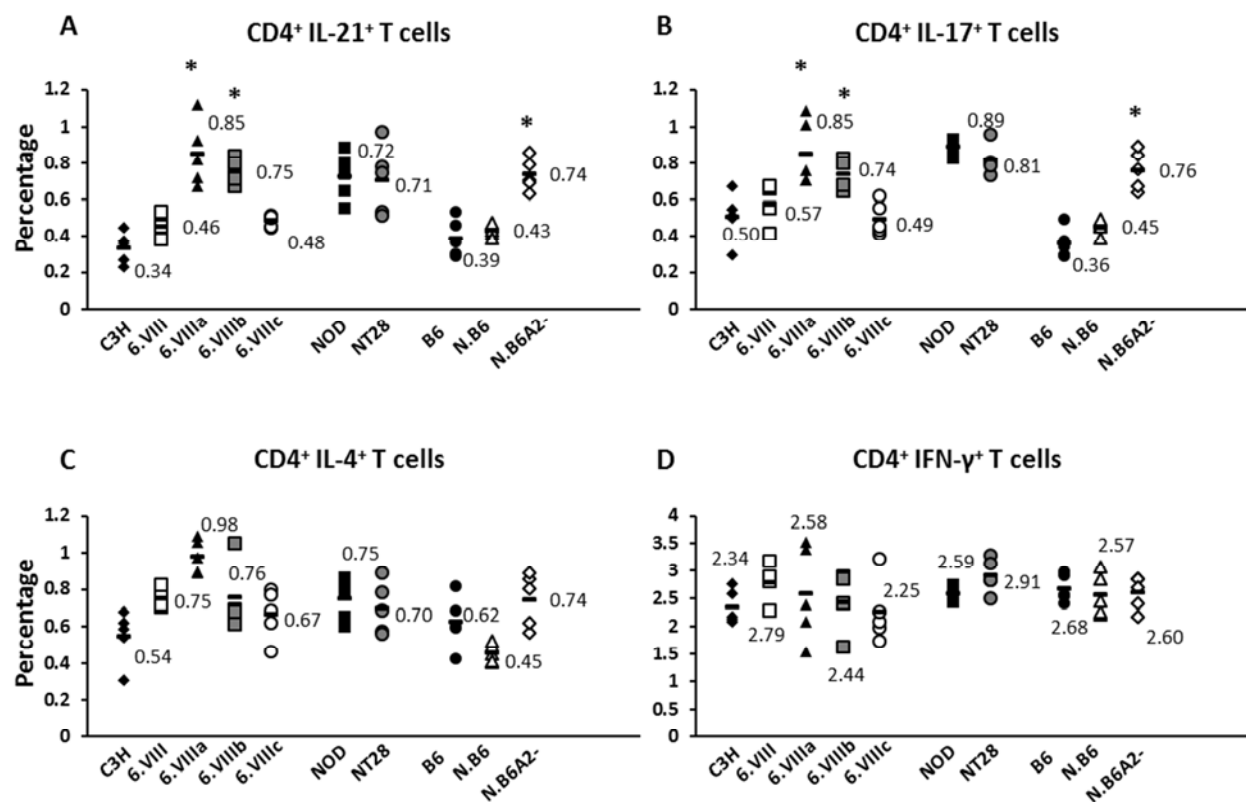 A
CD4⁺ IL-21⁺ T cells
Percentage
1.2
1
0.8
0.6
0.4
0.2
0
*
*
*
0.34
0.46
0.85
0.75
0.48
0.72
0.71
0.39
0.43
0.74
C3H
6.VIII
6.VIIIa
6.VIIIb
6.VIIIc
NOD
NT28
B6
N.B6
N.B6A2-
B
CD4⁺ IL-17⁺ T cells
1.2
1
0.8
0.6
0.4
0.2
0
*
*
*
0.50
0.57
0.85
0.74
0.49
0.89
0.81
0.36
0.45
0.76
C3H
6.VIII
6.VIIIa
6.VIIIb
6.VIIIc
NOD
NT28
B6
N.B6
N.B6A2-
C
CD4⁺ IL-4⁺ T cells
Percentage
1.2
1
0.8
0.6
0.4
0.2
0
0.54
0.75
0.98
0.76
0.67
0.75
0.70
0.62
0.45
0.74
C3H
6.VIII
6.VIIIa
6.VIIIb
6.VIIIc
NOD
NT28
B6
N.B6
N.B6A2-
D
CD4⁺ IFN-γ⁺ T cells
4
3.5
3
2.5
2
1.5
1
0.5
0
2.34
2.79
2.58
2.44
2.25
2.59
2.91
2.68
2.57
2.60
C3H
6.VIII
6.VIIIa
6.VIIIb
6.VIIIc
NOD
NT28
B6
N.B6
N.B6A2-